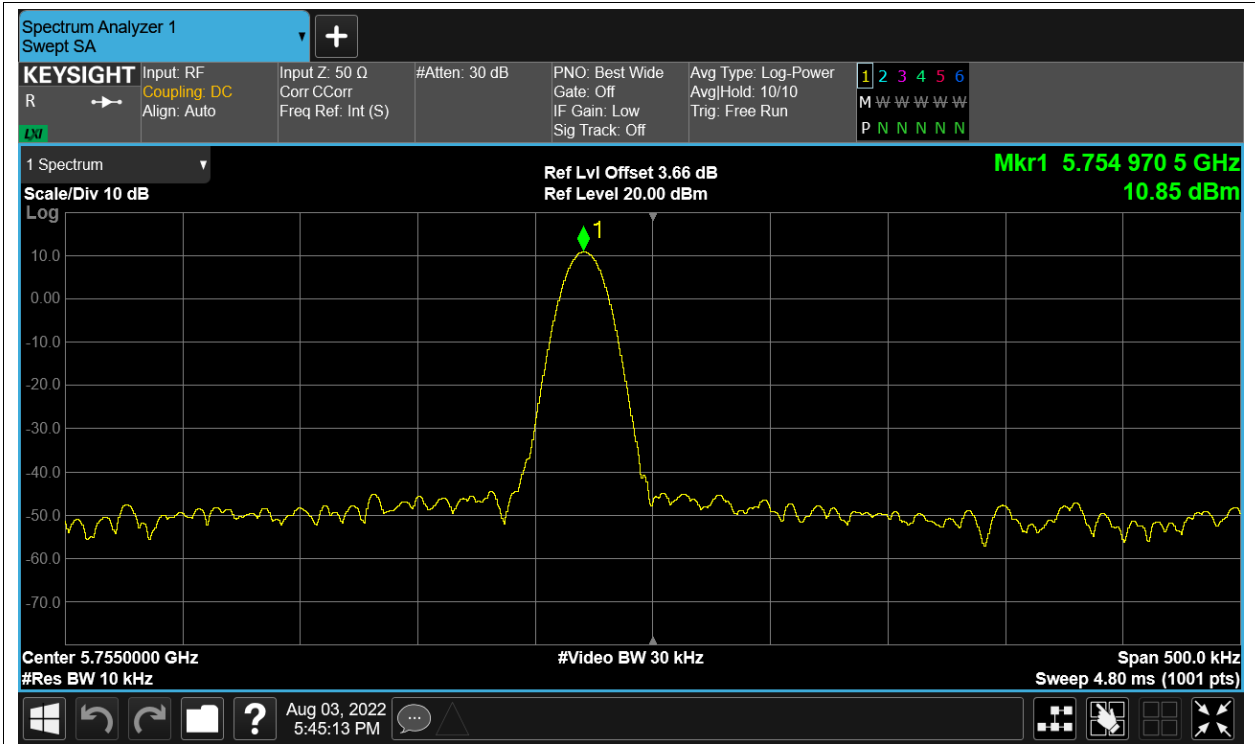 Spectrum Analyzer 1
Swept SA
+
KEYSIGHT
R
LXI
Input: RF
Coupling: DC
Align: Auto
Input Z: 50 Ω
Corr CCorr
Freq Ref: Int (S)
#Atten: 30 dB
PNO: Best Wide
Gate: Off
IF Gain: Low
Sig Track: Off
Avg Type: Log-Power
Avg|Hold: 10/10
Trig: Free Run
1 2 3 4 5 6
M W W W W W
P N N N N N
1 Spectrum
Scale/Div 10 dB
Log
Ref Lvl Offset 3.66 dB
Ref Level 20.00 dBm
Mkr1 5.754 970 5 GHz
10.85 dBm
1
10.0
0.00
-10.0
-20.0
-30.0
-40.0
-50.0
-60.0
-70.0
Center 5.7550000 GHz
#Video BW 30 kHz
Span 500.0 kHz
#Res BW 10 kHz
Sweep 4.80 ms (1001 pts)
?
Aug 03, 2022
5:45:13 PM